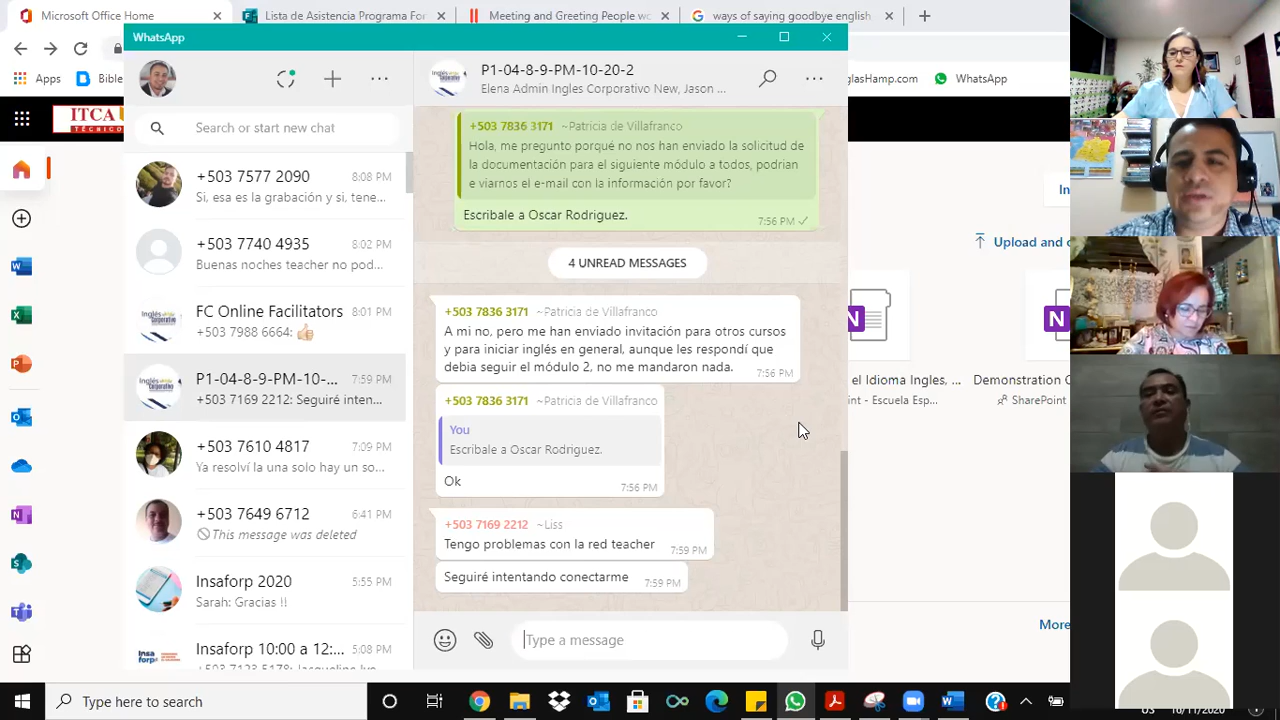 Microsoft Office Home
Lista de Asistencia Programa Fo
Meeting and Greeting People wo
ways of saying goodbye english
WhatsApp
Apps
Bible
glasHamp.com
WhatsApp
ITCA
TÉCNICO
P1-04-8-9-PM-10-20-2
Elena Admin Ingles Corporativo New, Jason ...
Search or start new chat
+503 7577 2090
8:08 PM
Si, esa es la grabación y si, tene...
+503 7740 4935
8:02 PM
Buenas noches teacher no pod...
FC Online Facilitators
8:01 PM
+503 7988 6664: 👍🏻
P1-04-8-9-PM-10-...
7:59 PM
+503 7169 2212: Seguiré inten...
+503 7610 4817
7:09 PM
Ya resolví la una solo hay un so...
+503 7649 6712
6:41 PM
This message was deleted
Insaforp 2020
5:55 PM
Sarah: Gracias !!
Insaforp 10:00 a 12:...
5:08 PM
+503 7836 3171 ~Patricia de Villafranco
Hola, me pregunto porqué no nos han enviado la solicitud de
la documentación para el siguiente módulo a todos, podrían
e viarnos el e-mail con la información por favor?
Escribale a Oscar Rodriguez.
7:56 PM
4 UNREAD MESSAGES
+503 7836 3171 ~Patricia de Villafranco
A mi no, pero me han enviado invitación para otros cursos
y para iniciar inglés en general, aunque les respondí que
debia seguir el módulo 2, no me mandaron nada.
7:56 PM
+503 7836 3171 ~Patricia de Villafranco
You
Escribale a Oscar Rodriguez.
Ok
7:56 PM
+503 7169 2212 ~Liss
Tengo problemas con la red teacher
7:59 PM
Seguiré intentando conectarme
7:59 PM
Type a message
In
Upload and o
el Idioma Ingles, ...
Demonstration C
oint - Escuela Esp...
SharePoint
More
Type here to search
US
16/11/2020